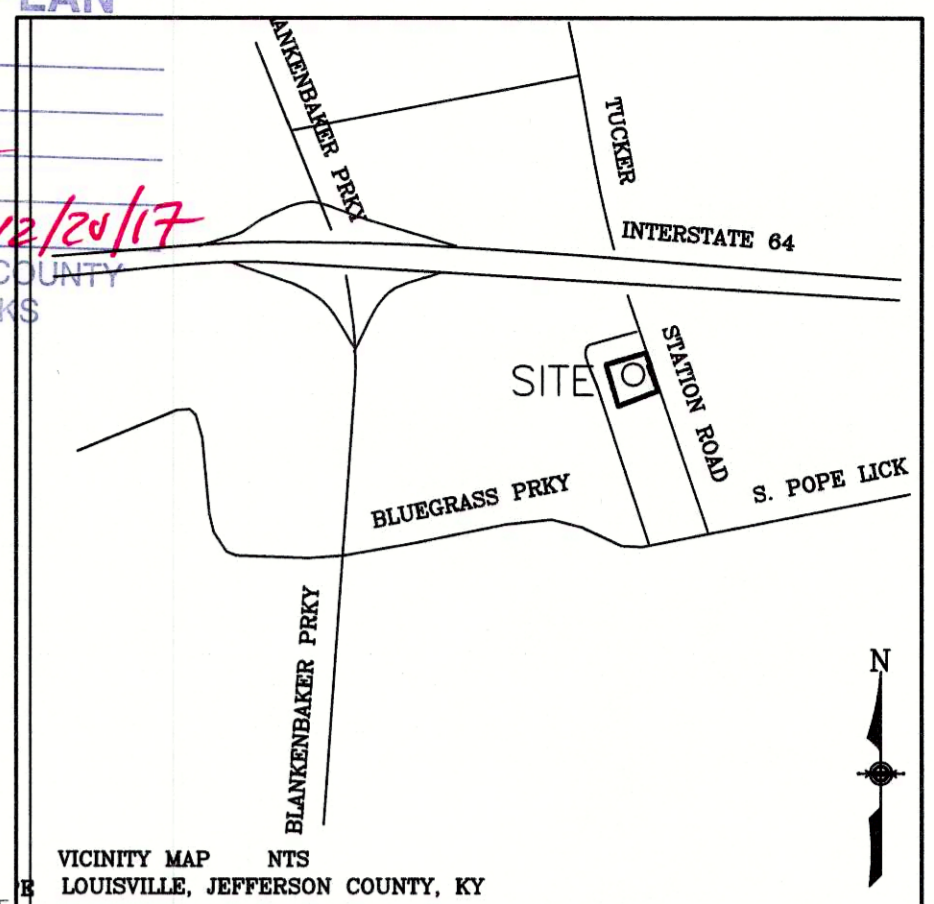 LAN
ANKENBAKER PRKY
TUCKER
12/20/17
INTERSTATE 64
COUNTY
KS
STATION ROAD
SITE
S. POPE LICK
BLUEGRASS PRKY
BLANKENBAKER PRKY
N
VICINITY MAP NTS
LOUISVILLE, JEFFERSON COUNTY, KY